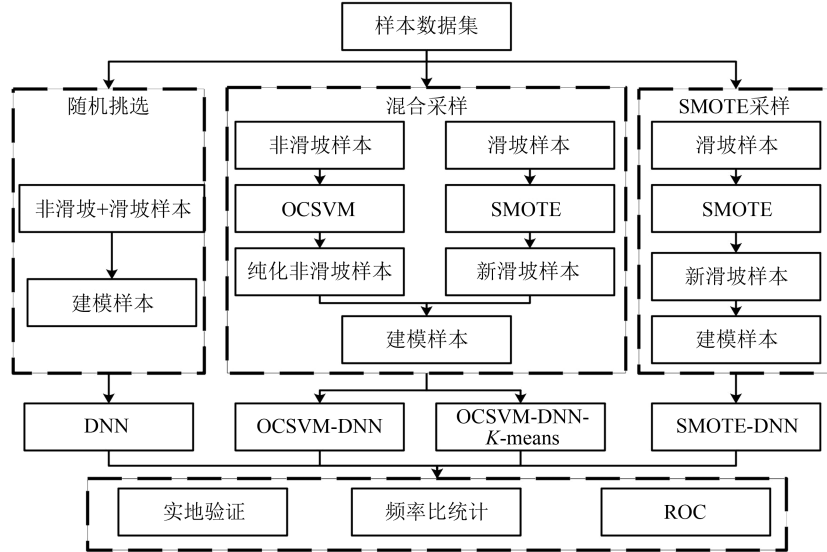 样本数据集
随机挑选
非滑坡+滑坡样本
建模样本
混合采样
非滑坡样本
滑坡样本
OCSVM
SMOTE
纯化非滑坡样本
新滑坡样本
建模样本
SMOTE采样
滑坡样本
SMOTE
新滑坡样本
建模样本
DNN
OCSVM-DNN
OCSVM-DNN-
K-means
SMOTE-DNN
实地验证
频率比统计
ROC